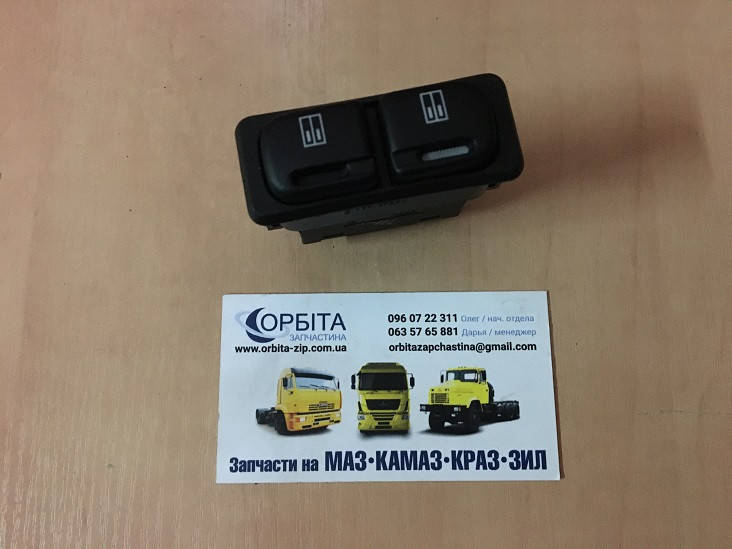 ОРБІТА
ЗАПЧАСТИНА
www.orbita-zip.com.ua
096 07 22 311 Олег / нач. отдела
063 57 65 881 Дарья / менеджер
orbitazapchastina@gmail.com
Запчасти на МАЗ•КАМАЗ•КРАЗ•ЗИЛ